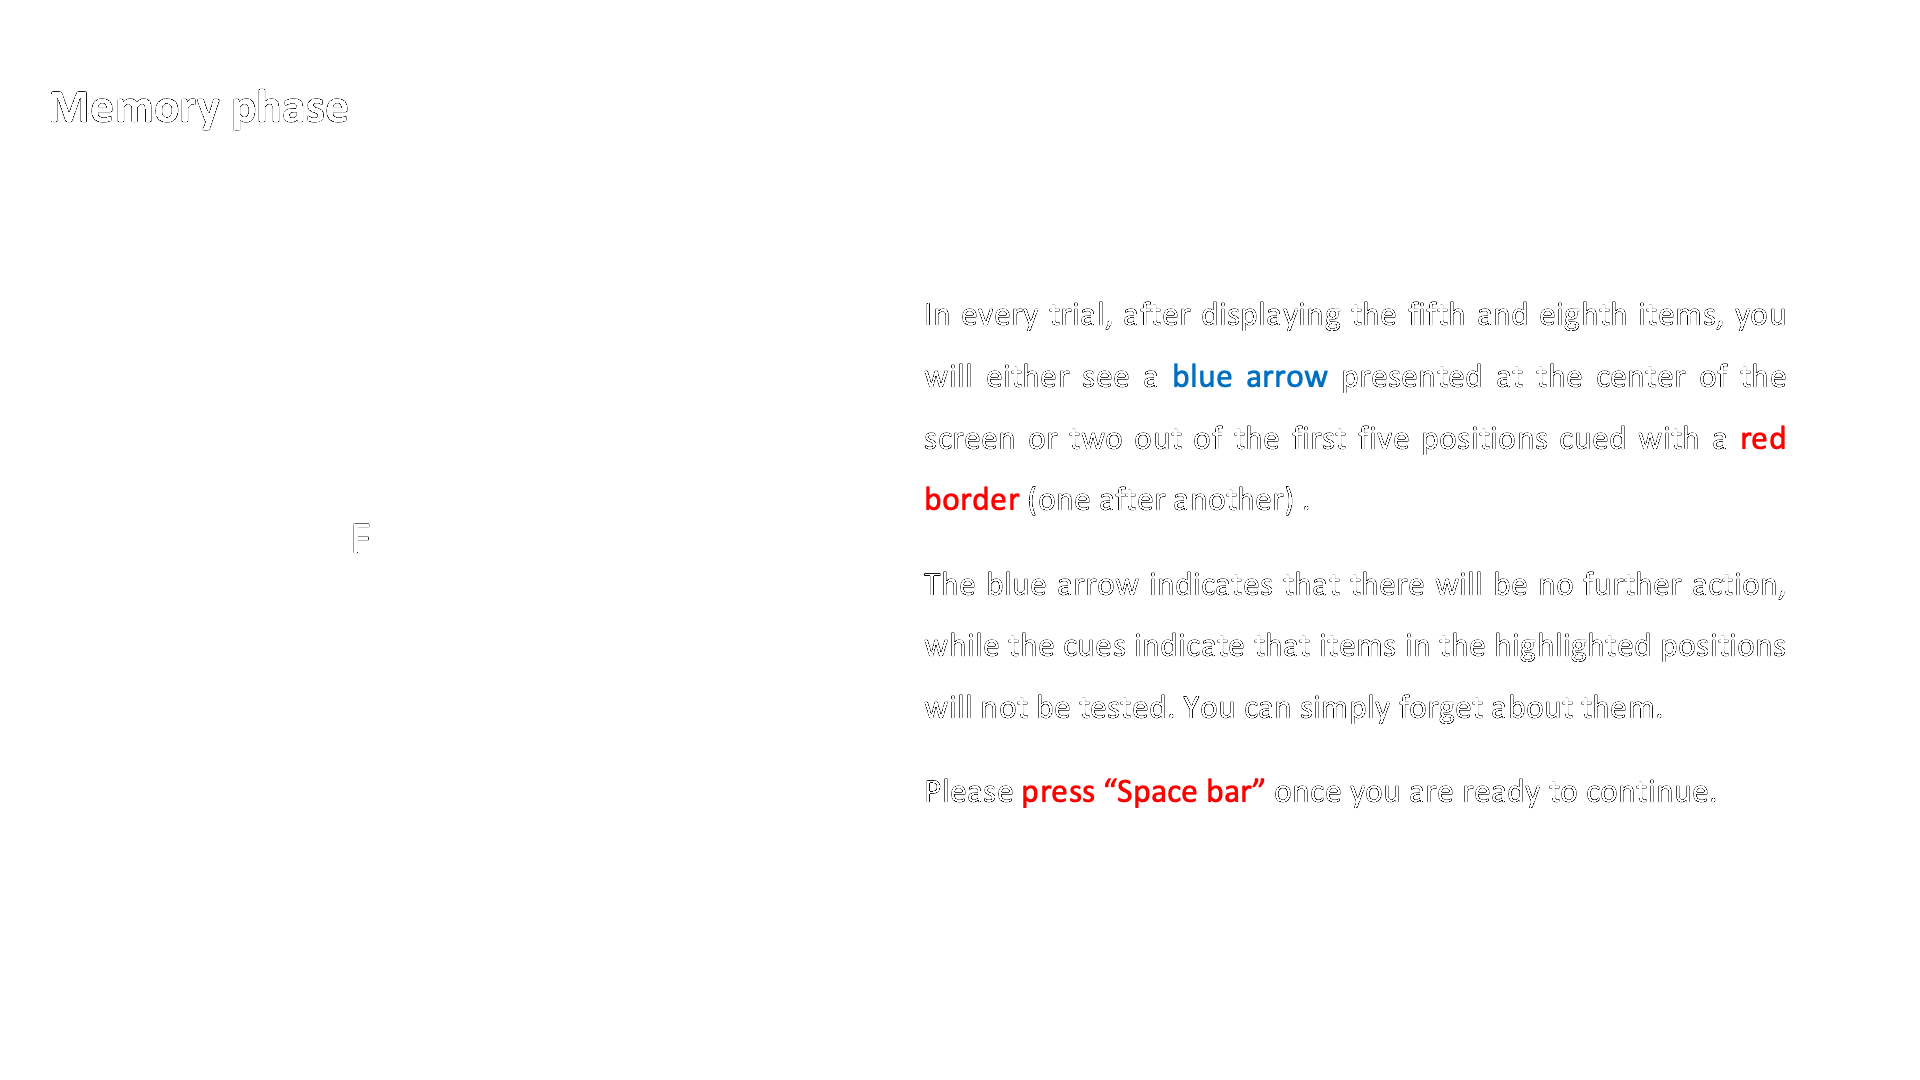 Memory phase
F
In every trial, after displaying the fifth and eighth items, you
will either see a blue arrow presented at the center of the
screen or two out of the first five positions cued with a red
border (one after another) .
The blue arrow indicates that there will be no further action,
while the cues indicate that items in the highlighted positions
will not be tested. You can simply forget about them.
Please press “Space bar” once you are ready to continue.